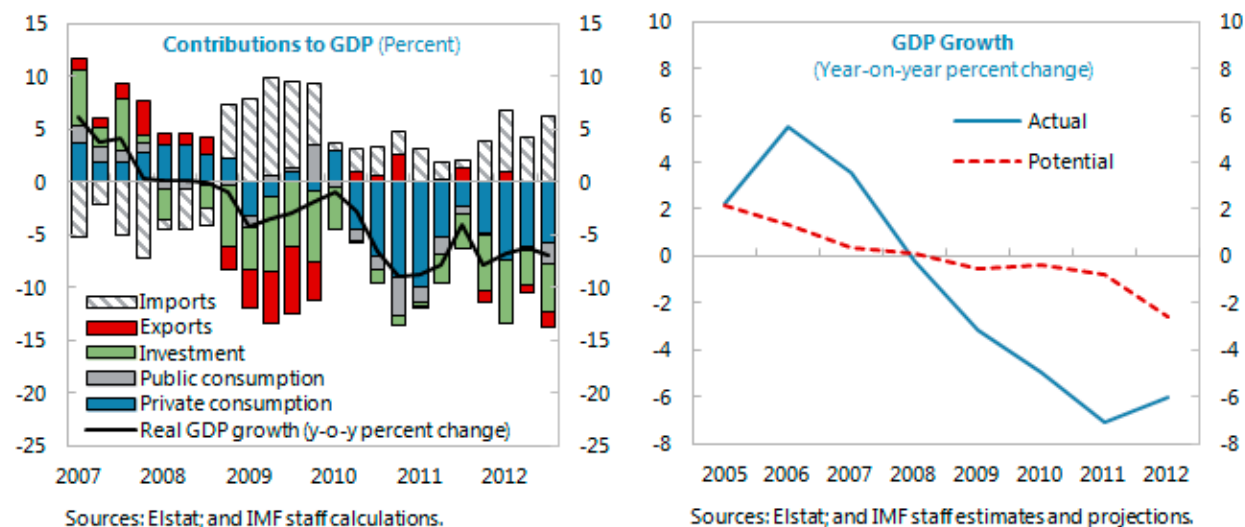 Contributions to GDP (Percent)
15
10
5
0
-5
-10
-15
-20
-25
15
10
5
0
-5
-10
-15
-20
-25
Imports
Exports
Investment
Public consumption
Private consumption
Real GDP growth (y-o-y percent change)
2007 2008 2009 2010 2011 2012
Sources: Elstat; and IMF staff calculations.
GDP Growth
(Year-on-year percent change)
10
8
6
4
2
0
-2
-4
-6
-8
10
8
6
4
2
0
-2
-4
-6
-8
Actual
Potential
2005 2006 2007 2008 2009 2010 2011 2012
Sources: Elstat; and IMF staff estimates and projections.